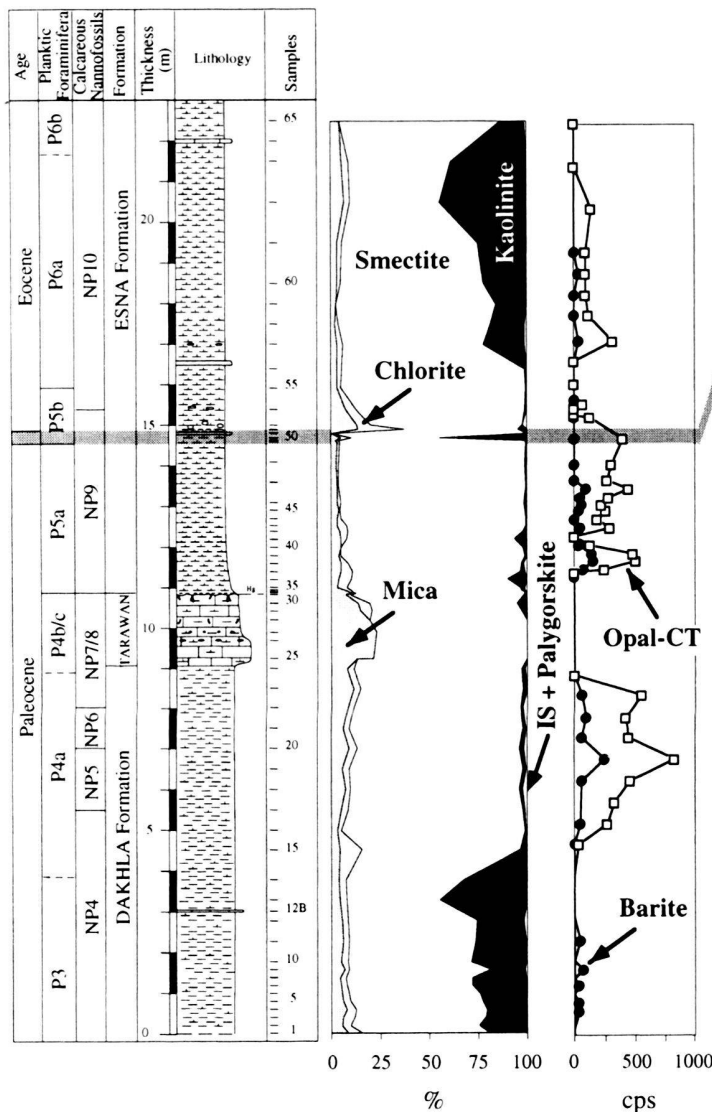 Age
Planktic
Foraminifera
Calcareous
Nannofossils
Formation
Thickness
(m)
Lithology
Samples
Eocene
Paleocene
P6b
P6a
P5b
P5a
P4b/c
P4a
P3
NP10
NP9
NP7/8
NP6
NP5
NP4
ESNA Formation
TARAWAN
DAKHLA Formation
20
15
10
5
0
65
60
55
50
45
40
35
30
25
20
15
12B
10
5
1
Smectite
Kaolinite
Chlorite
Mica
IS + Palygorskite
Opal-CT
Barite
0 25 50 75 100
%
0 500 1000
cps